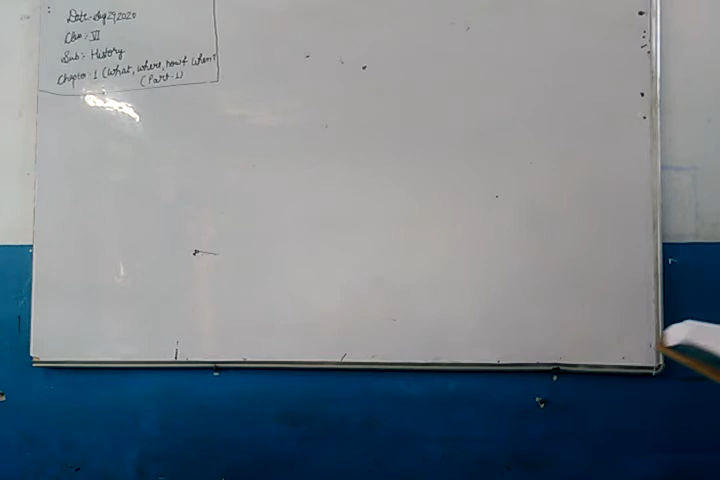 Date:- Aug 29, 2020
Class :- VI
Sub:- History
Chapter:- 1 (What, where, how & when?
(Part-1)